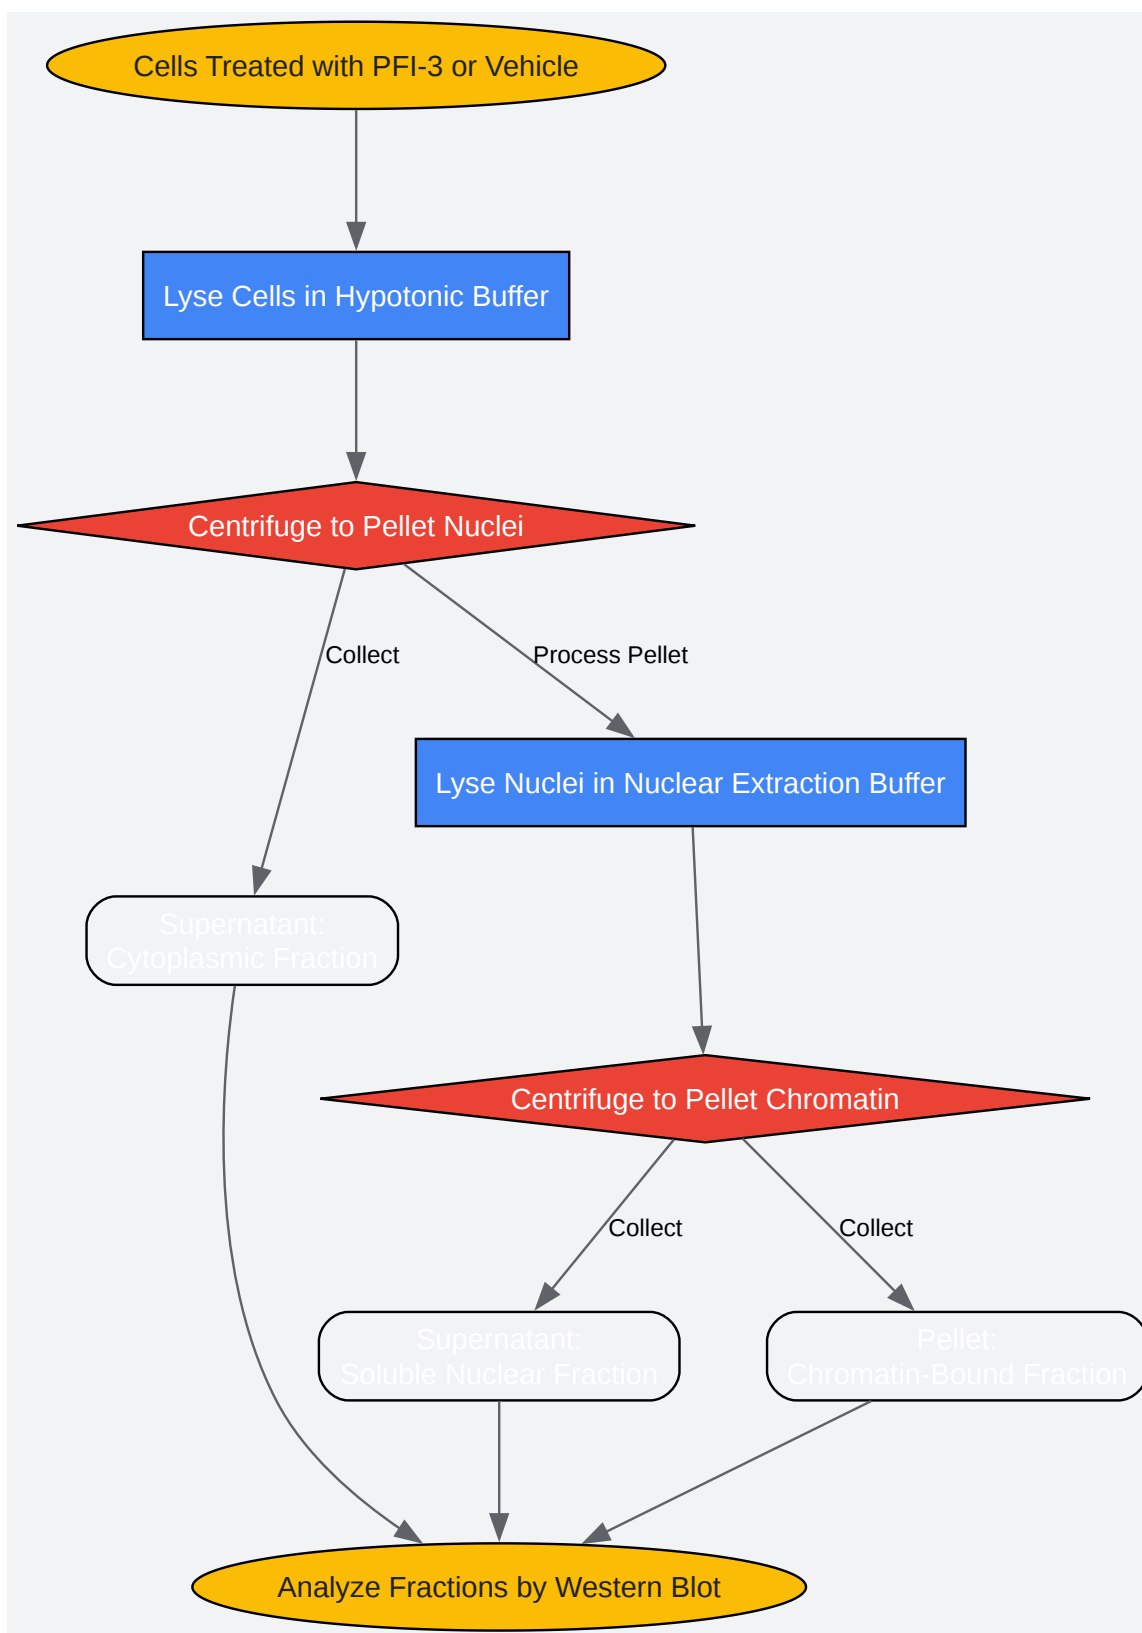 Cells Treated with PFI-3 or Vehicle
Lyse Cells in Hypotonic Buffer
Centrifuge to Pellet Nuclei
Collect
Process Pellet
Lyse Nuclei in Nuclear Extraction Buffer
Supernatant:
Cytoplasmic Fraction
Centrifuge to Pellet Chromatin
Collect
Collect
Supernatant:
Soluble Nuclear Fraction
Pellet:
Chromatin-Bound Fraction
Analyze Fractions by Western Blot